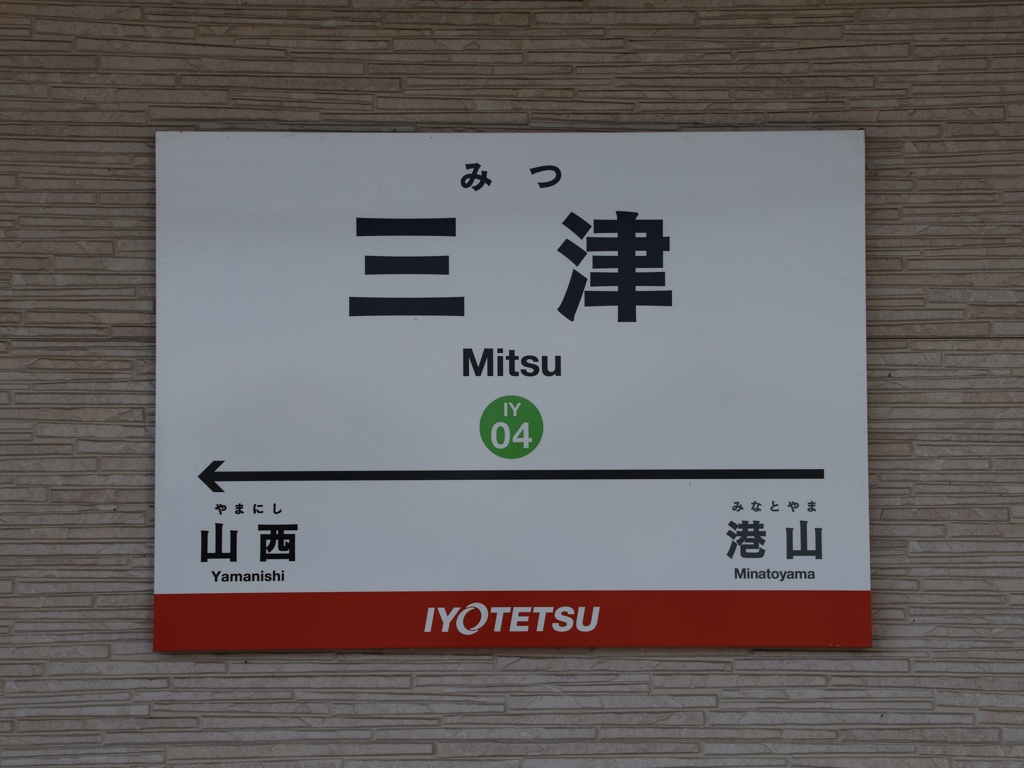 みつ
三津
Mitsu
IY
04
やまにし
山西
Yamanishi
みなとやま
港山
Minatoyama
IYOTETSU